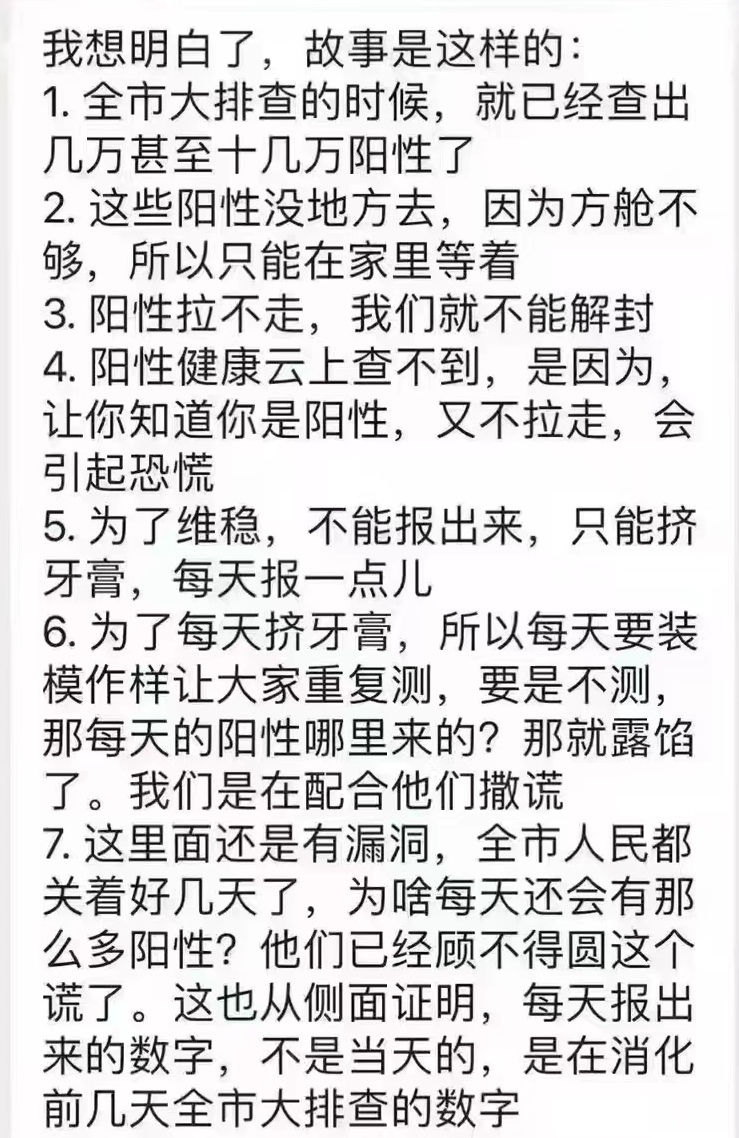 我想明白了，故事是这样的：
1. 全市大排查的时候，就已经查出
几万甚至十几万阳性了
2. 这些阳性没地方去，因为方舱不
够，所以只能在家里等着
3. 阳性拉不走，我们就不能解封
4. 阳性健康云上查不到，是因为，
让你知道你是阳性，又不拉走，会
引起恐慌
5. 为了维稳，不能报出来，只能挤
牙膏，每天报一点儿
6. 为了每天挤牙膏，所以每天要装
模作样让大家重复测，要是不测，
那每天的阳性哪里来的？那就露馅
了。我们是在配合他们撒谎
7. 这里面还是有漏洞，全市人民都
关着好几天了，为啥每天还会有那
么多阳性？他们已经顾不得圆这个
谎了。这也从侧面证明，每天报出
来的数字，不是当天的，是在消化
前几天全市大排查的数字